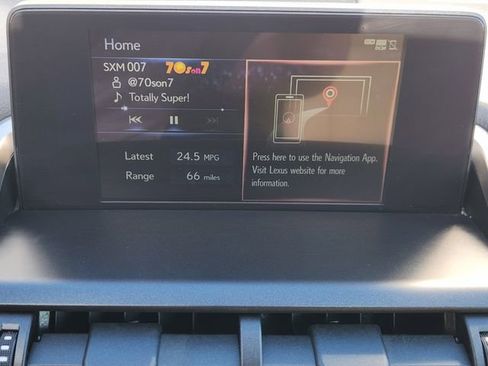 Home
SXM 007
70s on 7
@70son7
Totally Super!
Latest 24.5 MPG
Range 66 miles
Press here to use the Navigation App.
Visit Lexus website for more
information.